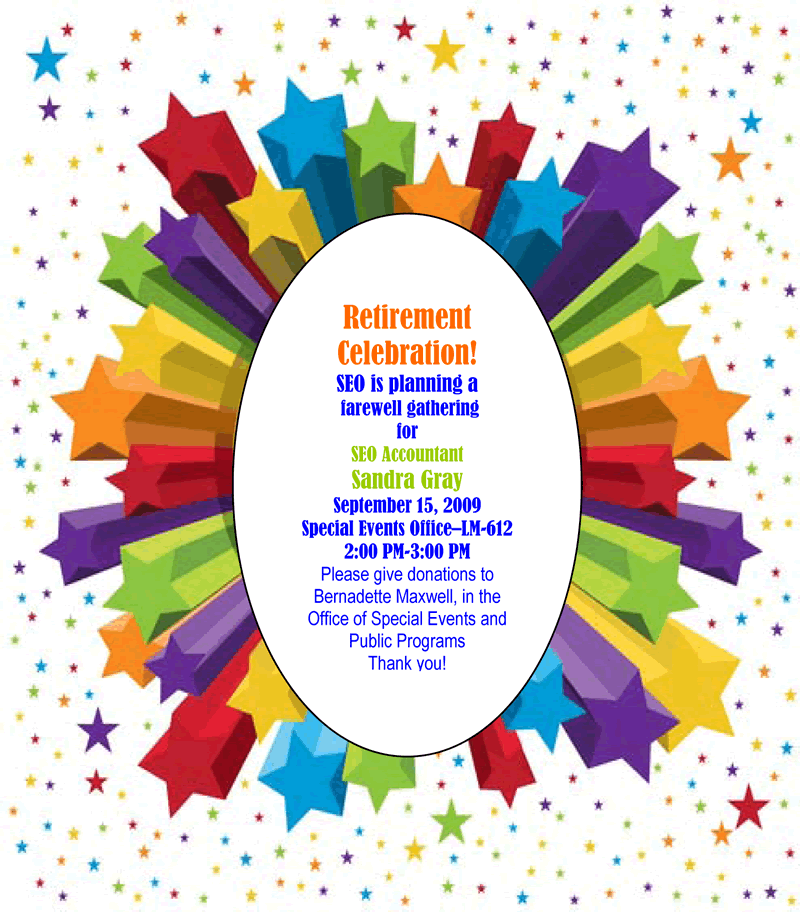 Retirement
Celebration!
SEO is planning a
farewell gathering
for
SEO Accountant
Sandra Gray
September 15, 2009
Special Events Office–LM-612
2:00 PM-3:00 PM
Please give donations to
Bernadette Maxwell, in the
Office of Special Events and
Public Programs
Thank you!